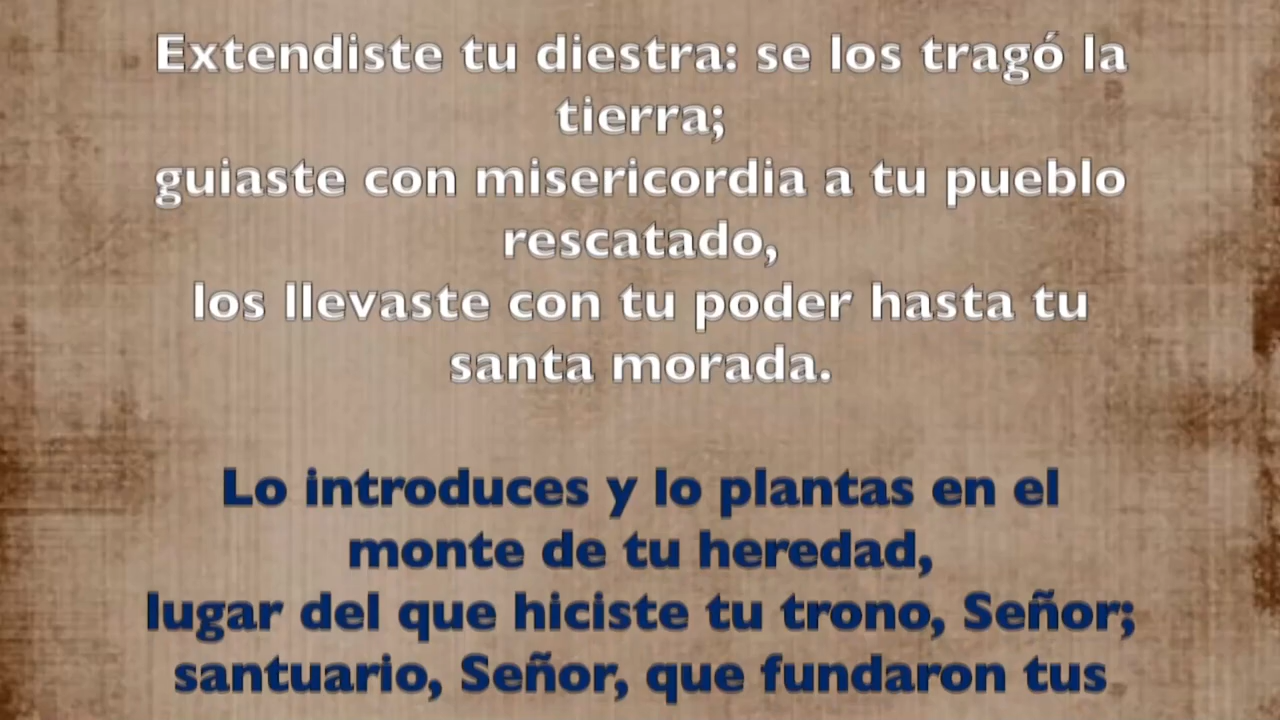 Extendiste tu diestra: se los tragó la
tierra;
guiaste con misericordia a tu pueblo
rescatado,
los llevaste con tu poder hasta tu
santa morada.
Lo introduces y lo plantas en el
monte de tu heredad,
lugar del que hiciste tu trono, Señor;
santuario, Señor, que fundaron tus